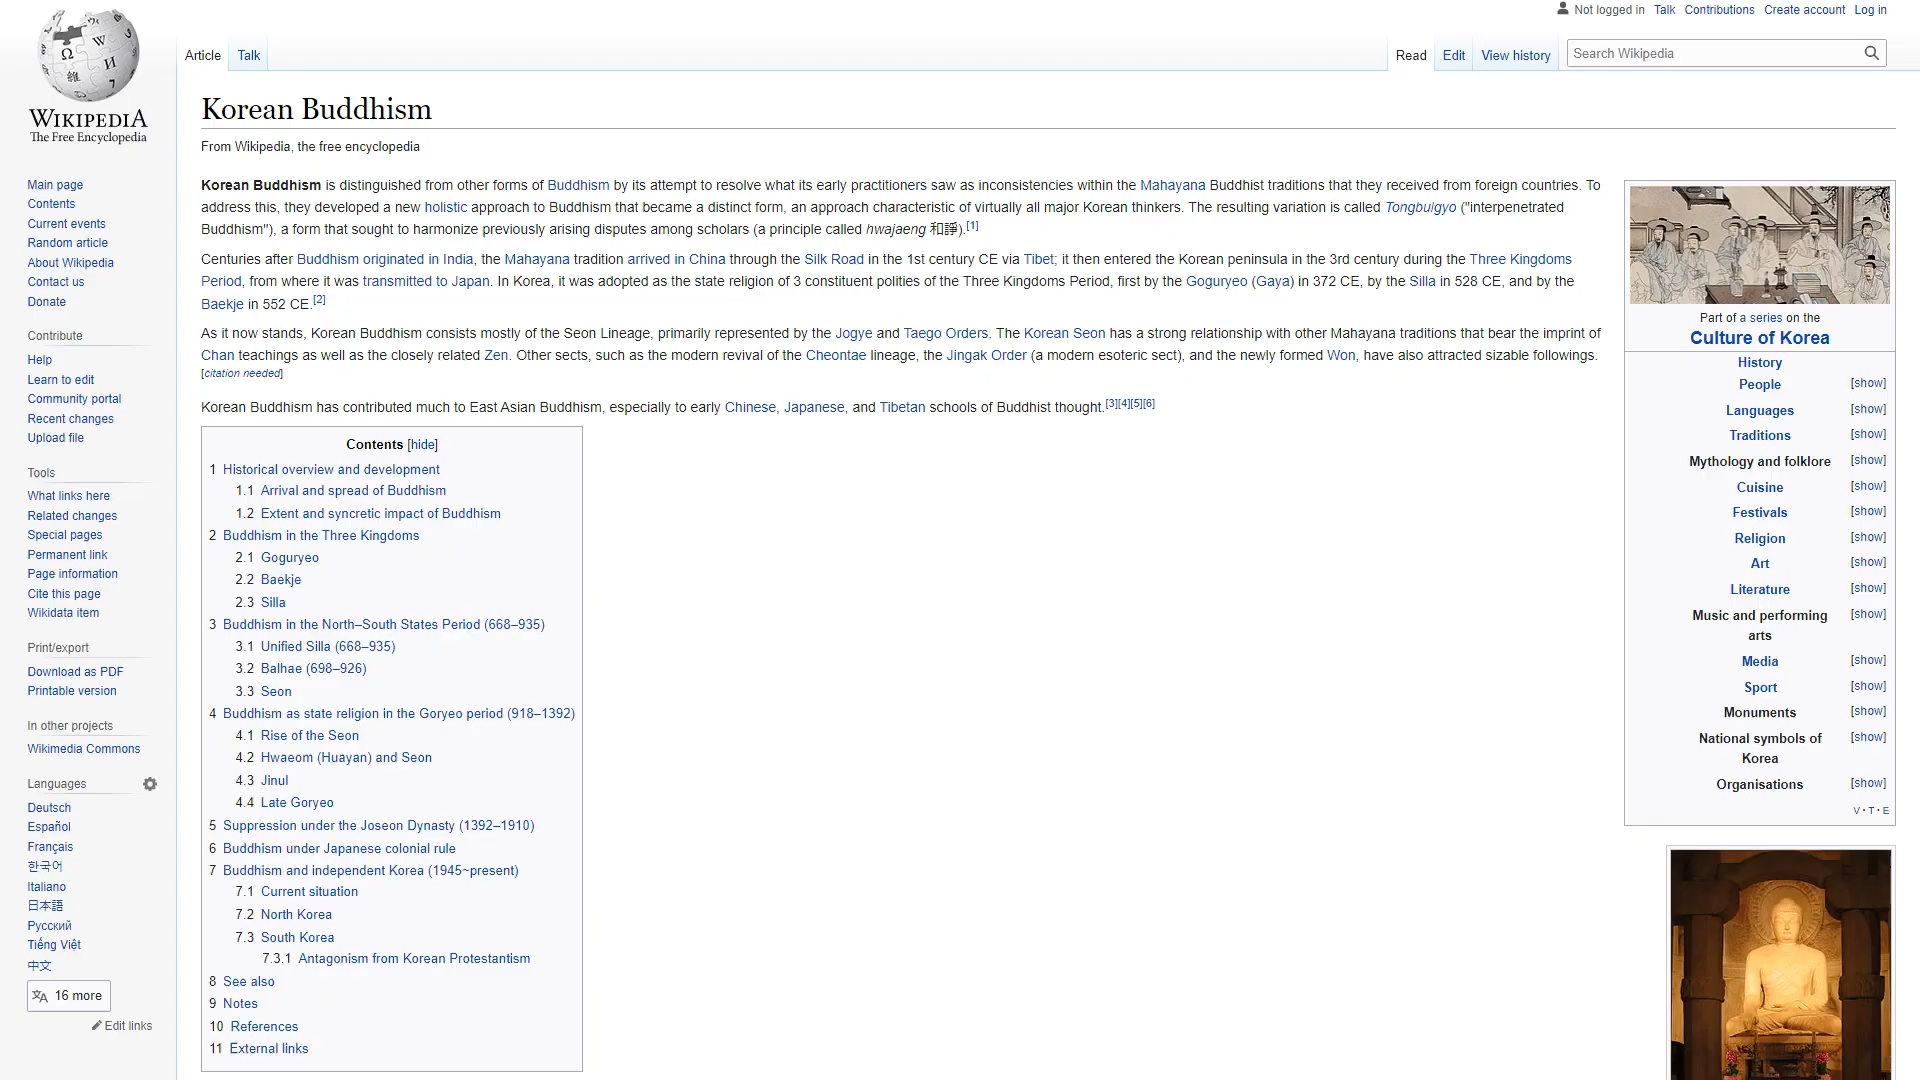 Not logged in Talk Contributions Create account Log in
Article Talk Read Edit View history Search Wikipedia
WIKIPEDIA
The Free Encyclopedia
Main page
Contents
Current events
Random article
About Wikipedia
Contact us
Donate
Contribute
Help
Learn to edit
Community portal
Recent changes
Upload file
Tools
What links here
Related changes
Special pages
Permanent link
Page information
Cite this page
Wikidata item
Print/export
Download as PDF
Printable version
In other projects
Wikimedia Commons
Languages
Deutsch
Español
Français
한국어
Italiano
日本語
Русский
Tiếng Việt
中文
16 more
Edit links
Korean Buddhism
From Wikipedia, the free encyclopedia
Korean Buddhism is distinguished from other forms of Buddhism by its attempt to resolve what its early practitioners saw as inconsistencies within the Mahayana Buddhist traditions that they received from foreign countries. To
address this, they developed a new holistic approach to Buddhism that became a distinct form, an approach characteristic of virtually all major Korean thinkers. The resulting variation is called Tongbulgyo ("interpenetrated
Buddhism"), a form that sought to harmonize previously arising disputes among scholars (a principle called hwajaeng 和諍).[1]
Centuries after Buddhism originated in India, the Mahayana tradition arrived in China through the Silk Road in the 1st century CE via Tibet; it then entered the Korean peninsula in the 3rd century during the Three Kingdoms
Period, from where it was transmitted to Japan. In Korea, it was adopted as the state religion of 3 constituent polities of the Three Kingdoms Period, first by the Goguryeo (Gaya) in 372 CE, by the Silla in 528 CE, and by the
Baekje in 552 CE.[2]
As it now stands, Korean Buddhism consists mostly of the Seon Lineage, primarily represented by the Jogye and Taego Orders. The Korean Seon has a strong relationship with other Mahayana traditions that bear the imprint of
Chan teachings as well as the closely related Zen. Other sects, such as the modern revival of the Cheontae lineage, the Jingak Order (a modern esoteric sect), and the newly formed Won, have also attracted sizable followings.
[citation needed]
Korean Buddhism has contributed much to East Asian Buddhism, especially to early Chinese, Japanese, and Tibetan schools of Buddhist thought.[3][4][5][6]
Contents [hide]
1 Historical overview and development
1.1 Arrival and spread of Buddhism
1.2 Extent and syncretic impact of Buddhism
2 Buddhism in the Three Kingdoms
2.1 Goguryeo
2.2 Baekje
2.3 Silla
3 Buddhism in the North–South States Period (668–935)
3.1 Unified Silla (668–935)
3.2 Balhae (698–926)
3.3 Seon
4 Buddhism as state religion in the Goryeo period (918–1392)
4.1 Rise of the Seon
4.2 Hwaeom (Huayan) and Seon
4.3 Jinul
4.4 Late Goryeo
5 Suppression under the Joseon Dynasty (1392–1910)
6 Buddhism under Japanese colonial rule
7 Buddhism and independent Korea (1945~present)
7.1 Current situation
7.2 North Korea
7.3 South Korea
7.3.1 Antagonism from Korean Protestantism
8 See also
9 Notes
10 References
11 External links
Part of a series on the
Culture of Korea
History
People [show]
Languages [show]
Traditions [show]
Mythology and folklore [show]
Cuisine [show]
Festivals [show]
Religion [show]
Art [show]
Literature [show]
Music and performing [show]
arts
Media [show]
Sport [show]
Monuments [show]
National symbols of [show]
Korea
Organisations [show]
V · T · E